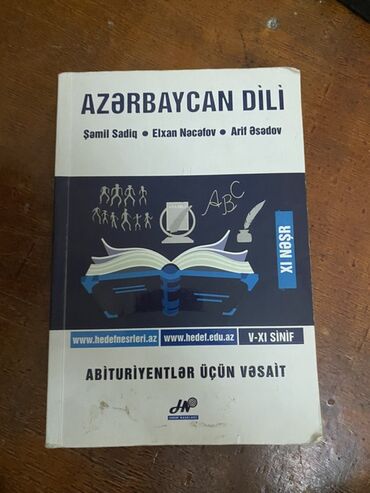 AZƏRBAYCAN DİLİ
Şəmil Sadiq ● Elxan Nəcəfov ● Arif Əsədov
ABC
XI NƏŞR
www.hedefnesrleri.az www.hedef.edu.az V-XI SİNİF
ABİTURİYENTLƏR ÜÇÜN VƏSAİT